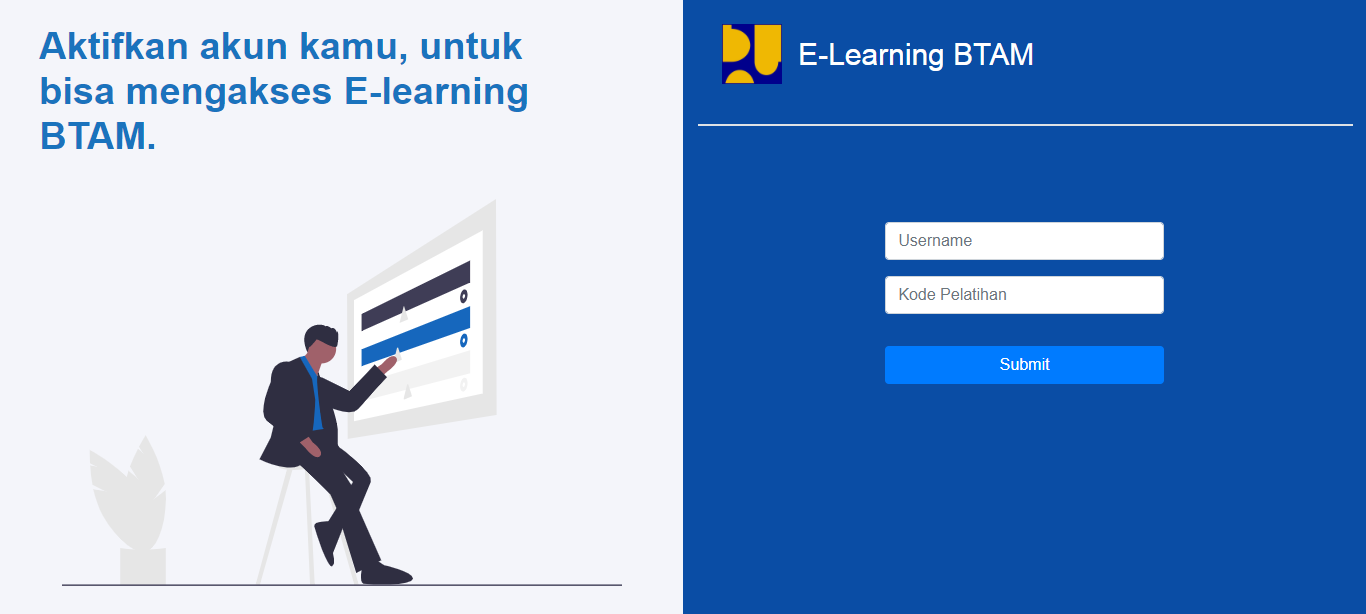 Aktifkan akun kamu, untuk
bisa mengakses E-learning
BTAM.
E-Learning BTAM
Username
Kode Pelatihan
Submit